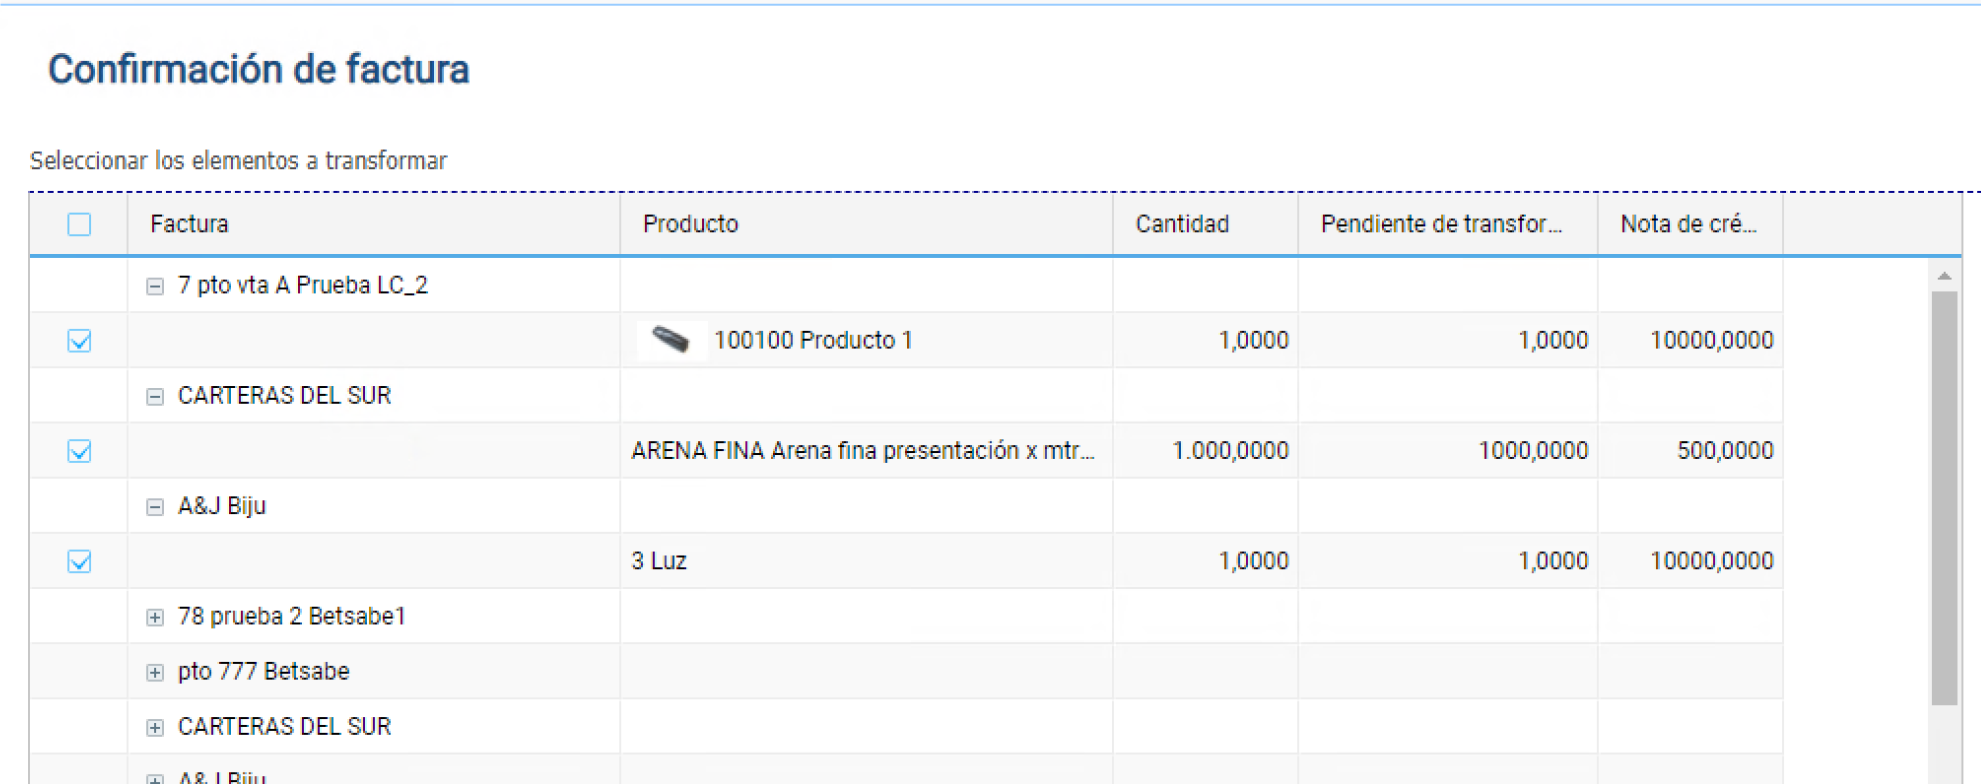 Confirmación de factura
Seleccionar los elementos a transformar
Factura Producto Cantidad Pendiente de transfor... Nota de cré...
7 pto vta A Prueba LC_2
100100 Producto 1 1,0000 1,0000 10000,0000
CARTERAS DEL SUR
ARENA FINA Arena fina presentación x mtr... 1.000,0000 1000,0000 500,0000
A&J Biju
3 Luz 1,0000 1,0000 10000,0000
78 prueba 2 Betsabe1
pto 777 Betsabe
CARTERAS DEL SUR
A&J Biju